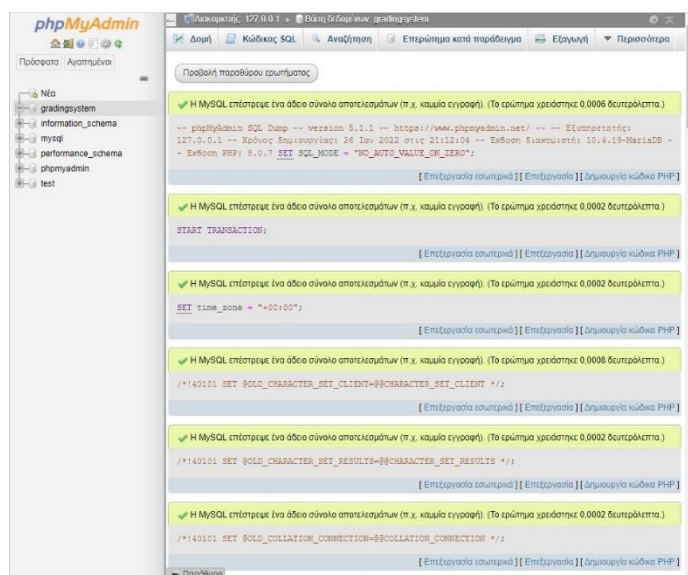 phpMyAdmin
Πρόσφατα Αγαπημένοι
Νέα
gradingsystem
information_schema
mysql
performance_schema
phpmyadmin
test
Διακομιστής: 127.0.0.1 » Βάση δεδομένων: gradingsystem
Δομή Κώδικας SQL Αναζήτηση Επερώτημα κατά παράδειγμα Εξαγωγή Περισσότερα
Προβολή παραθύρου ερωτήματος
Η MySQL επέστρεψε ένα άδειο σύνολο αποτελεσμάτων (π.χ. καμμία εγγραφή). (Το ερώτημα χρειάστηκε 0,0006 δευτερόλεπτα.)
-- phpMyAdmin SQL Dump -- version 5.1.1 -- https://www.phpmyadmin.net/ -- -- Εξυπηρετητής:
127.0.0.1 -- Χρόνος δημιουργίας: 26 Ιαν 2022 στις 21:12:04 -- Έκδοση διακομιστή: 10.4.19-MariaDB -
- Έκδοση PHP: 8.0.7 SET SQL_MODE = "NO_AUTO_VALUE_ON_ZERO";
[ Επεξεργασία εσωτερικά ] [ Επεξεργασία ] [ Δημιουργία κώδικα PHP ]
Η MySQL επέστρεψε ένα άδειο σύνολο αποτελεσμάτων (π.χ. καμμία εγγραφή). (Το ερώτημα χρειάστηκε 0,0002 δευτερόλεπτα.)
START TRANSACTION;
[ Επεξεργασία εσωτερικά ] [ Επεξεργασία ] [ Δημιουργία κώδικα PHP ]
Η MySQL επέστρεψε ένα άδειο σύνολο αποτελεσμάτων (π.χ. καμμία εγγραφή). (Το ερώτημα χρειάστηκε 0,0002 δευτερόλεπτα.)
SET time_zone = "+00:00";
[ Επεξεργασία εσωτερικά ] [ Επεξεργασία ] [ Δημιουργία κώδικα PHP ]
Η MySQL επέστρεψε ένα άδειο σύνολο αποτελεσμάτων (π.χ. καμμία εγγραφή). (Το ερώτημα χρειάστηκε 0,0008 δευτερόλεπτα.)
/*!40101 SET @OLD_CHARACTER_SET_CLIENT=@@CHARACTER_SET_CLIENT */;
[ Επεξεργασία εσωτερικά ] [ Επεξεργασία ] [ Δημιουργία κώδικα PHP ]
Η MySQL επέστρεψε ένα άδειο σύνολο αποτελεσμάτων (π.χ. καμμία εγγραφή). (Το ερώτημα χρειάστηκε 0,0002 δευτερόλεπτα.)
/*!40101 SET @OLD_CHARACTER_SET_RESULTS=@@CHARACTER_SET_RESULTS */;
[ Επεξεργασία εσωτερικά ] [ Επεξεργασία ] [ Δημιουργία κώδικα PHP ]
Η MySQL επέστρεψε ένα άδειο σύνολο αποτελεσμάτων (π.χ. καμμία εγγραφή). (Το ερώτημα χρειάστηκε 0,0002 δευτερόλεπτα.)
/*!40101 SET @OLD_COLLATION_CONNECTION=@@COLLATION_CONNECTION */;
[ Επεξεργασία εσωτερικά ] [ Επεξεργασία ] [ Δημιουργία κώδικα PHP ]